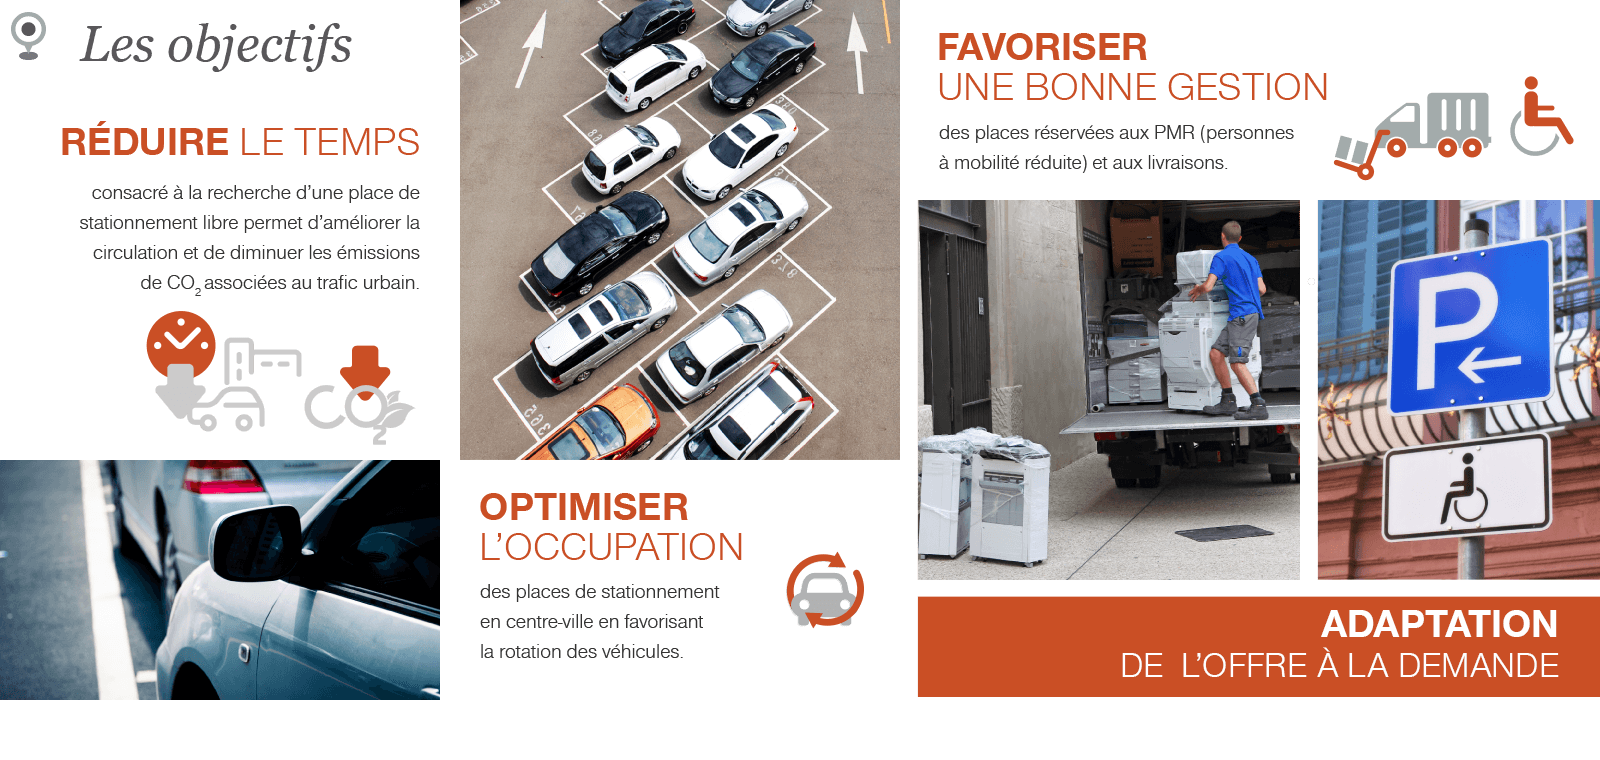 Les objectifs
RÉDUIRE LE TEMPS
consacré à la recherche d’une place de
stationnement libre permet d’améliorer la
circulation et de diminuer les émissions
de CO2 associées au trafic urbain.
CO2
OPTIMISER
L’OCCUPATION
des places de stationnement
en centre-ville en favorisant
la rotation des véhicules.
FAVORISER
UNE BONNE GESTION
des places réservées aux PMR (personnes
à mobilité réduite) et aux livraisons.
P
ADAPTATION
DE L’OFFRE À LA DEMANDE